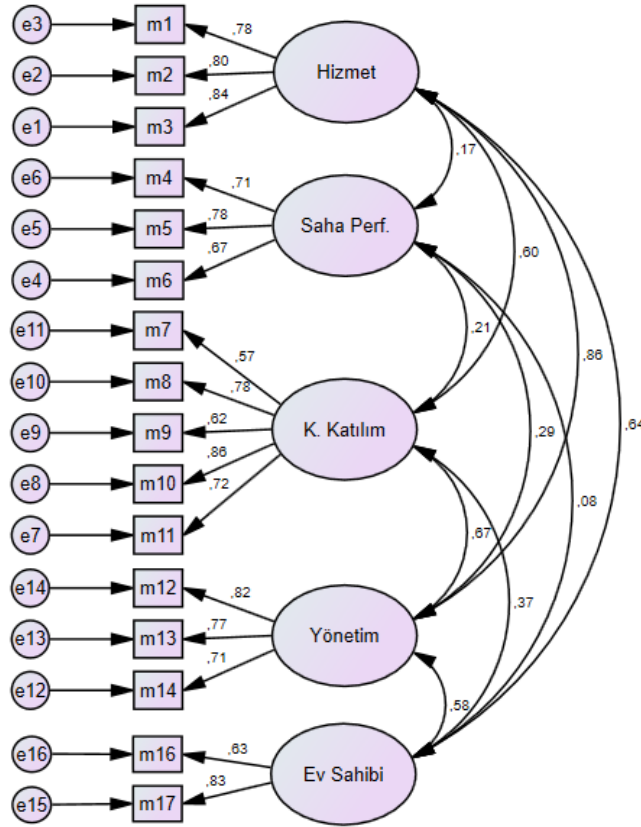 e3 m1 ,78 Hizmet
e2 m2 ,80
e1 m3 ,84
,17
e6 m4 ,71
e5 m5 ,78 Saha Perf.
e4 m6 ,67
,60
e11 m7 ,57
,21
,86
e10 m8 ,78
,64
e9 m9 ,62 K. Katılım
,29
e8 m10 ,86
e7 m11 ,72
,08
,67
e14 m12 ,82
,37
e13 m13 ,77 Yönetim
e12 m14 ,71
,58
e16 m16 ,63
Ev Sahibi
e15 m17 ,83